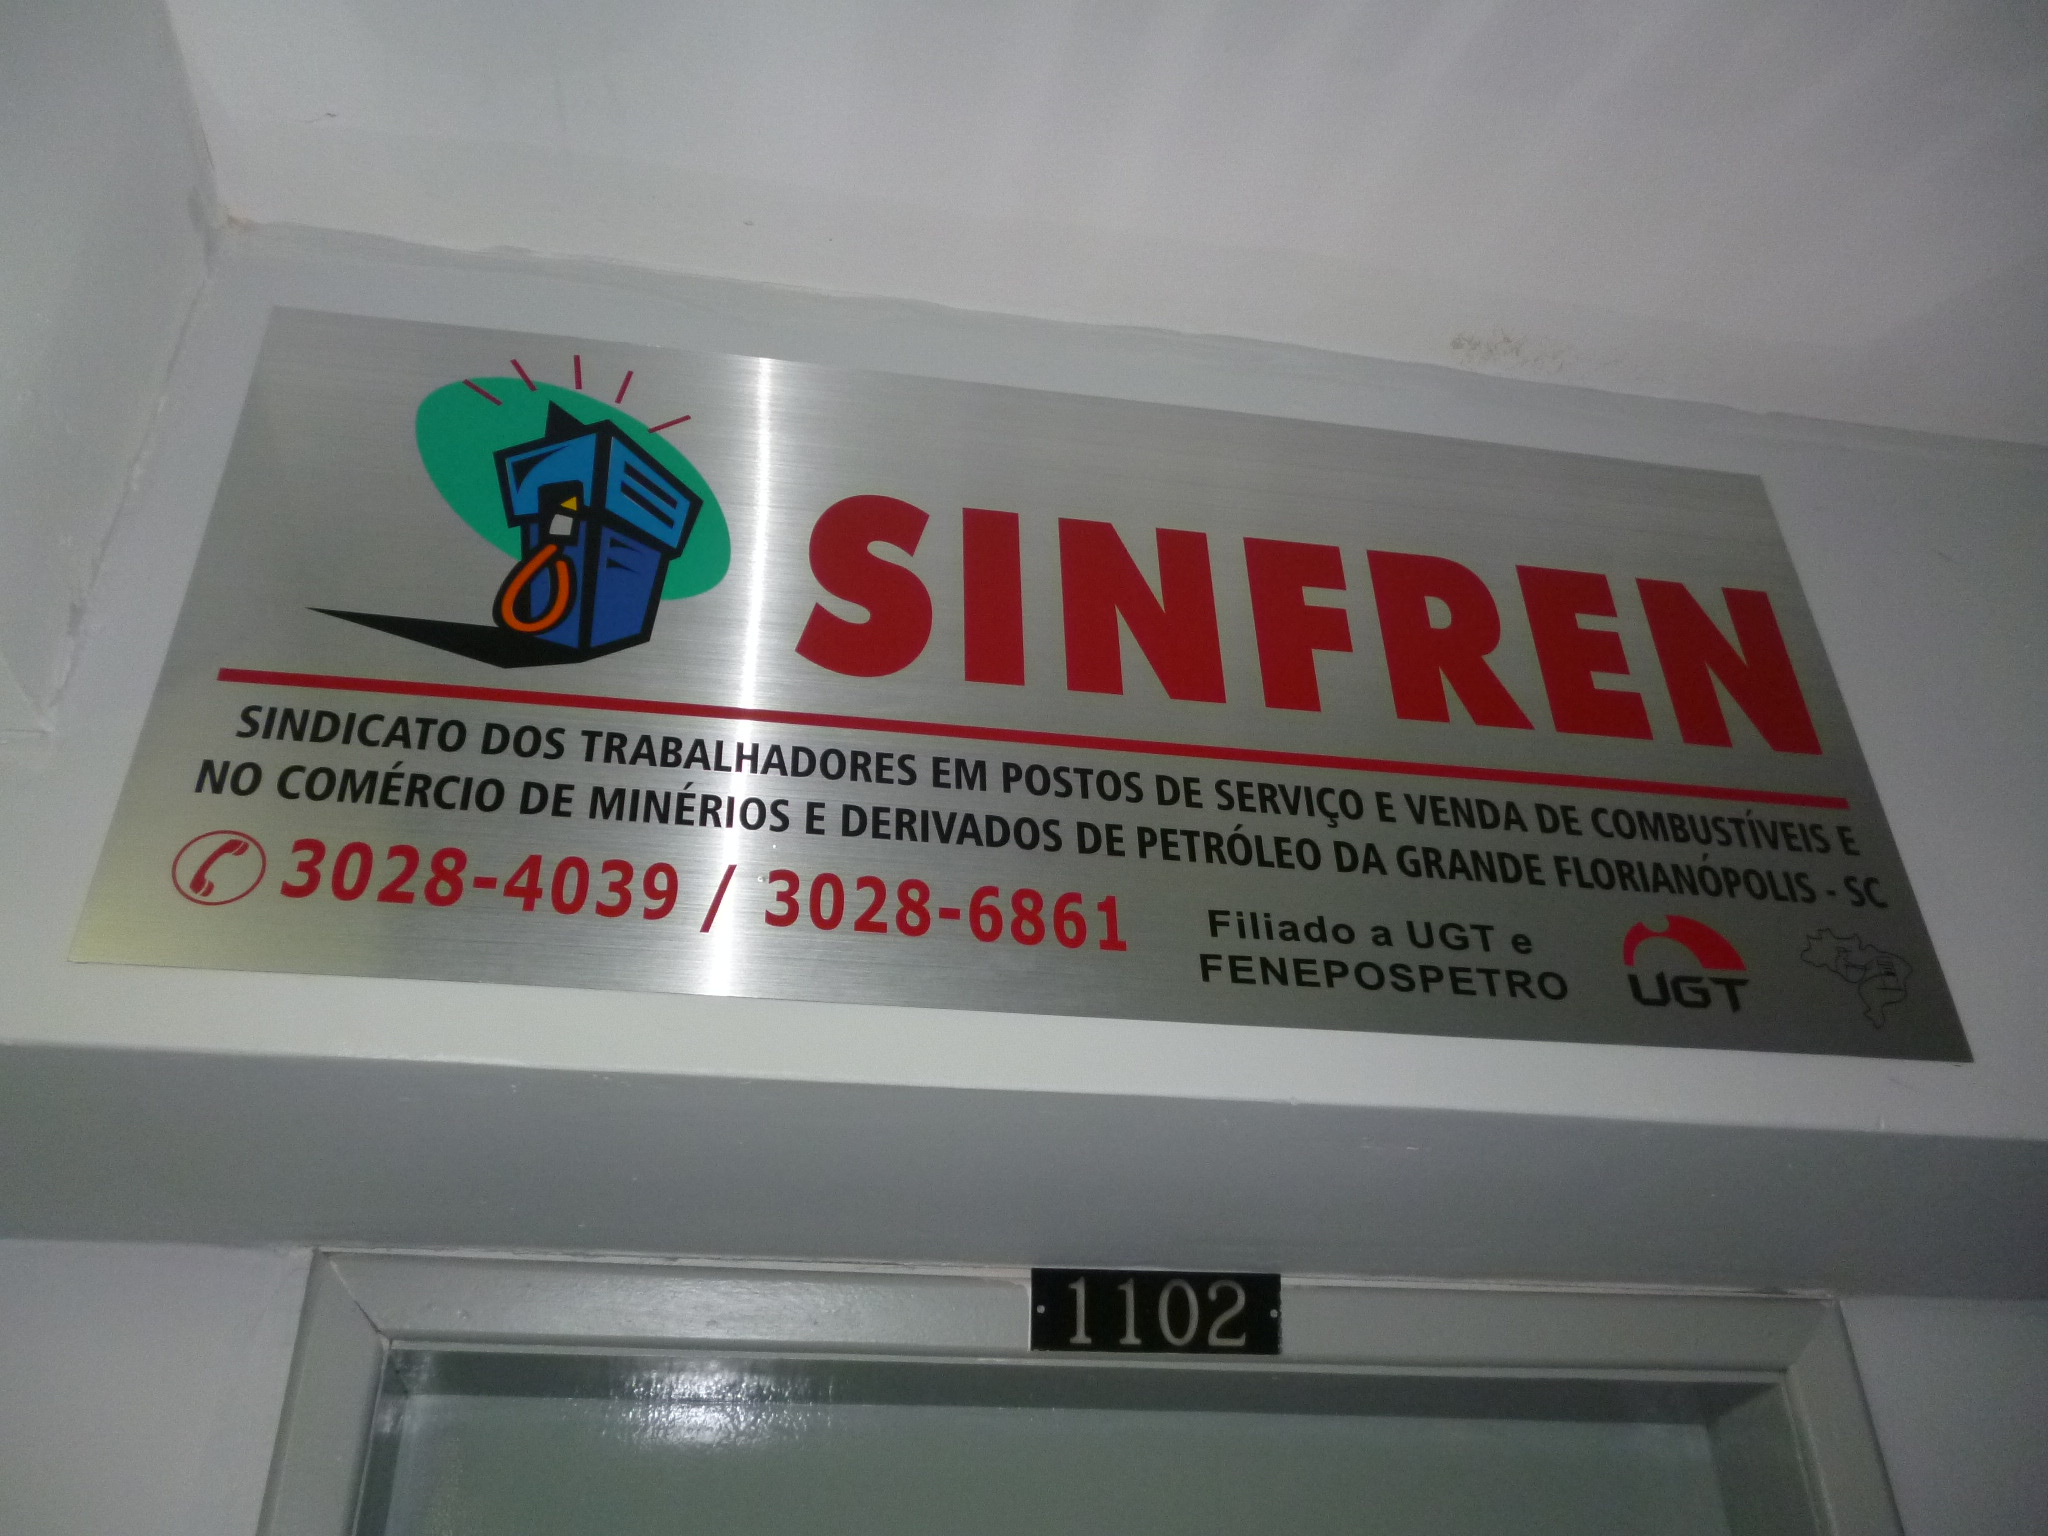 SINFREN
SINDICATO DOS TRABALHADORES EM POSTOS DE SERVIÇO E VENDA DE COMBUSTÍVEIS E
NO COMÉRCIO DE MINÉRIOS E DERIVADOS DE PETRÓLEO DA GRANDE FLORIANÓPOLIS - SC
3028-4039 / 3028-6861
Filiado a UGT e
FENEPOSPETRO
UGT
1102